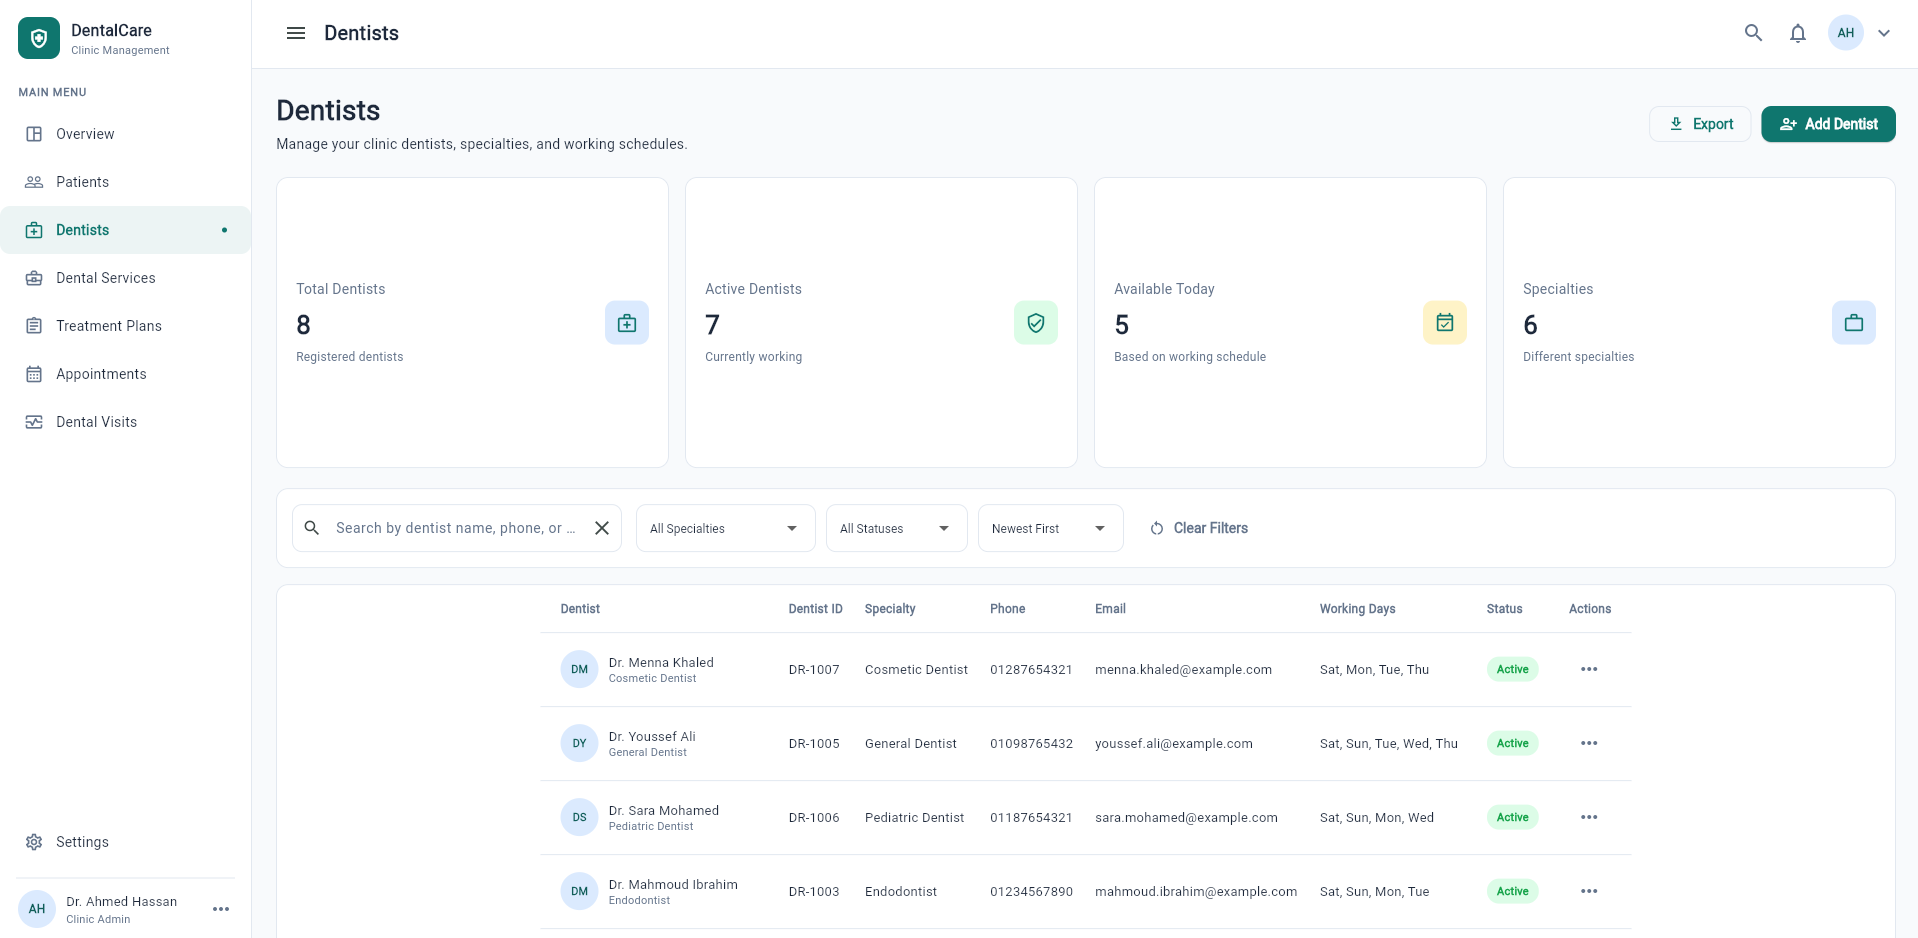 DentalCare
Clinic Management
MAIN MENU
Overview
Patients
Dentists
Dental Services
Treatment Plans
Appointments
Dental Visits
Settings
AH
Dr. Ahmed Hassan
Clinic Admin
Dentists
AH
Dentists
Manage your clinic dentists, specialties, and working schedules.
Export
Add Dentist
Total Dentists
8
Registered dentists
Active Dentists
7
Currently working
Available Today
5
Based on working schedule
Specialties
6
Different specialties
Search by dentist name, phone, or ...
All Specialties
All Statuses
Newest First
Clear Filters
Dentist Dentist ID Specialty Phone Email Working Days Status Actions
DM Dr. Menna Khaled DR-1007 Cosmetic Dentist 01287654321 menna.khaled@example.com Sat, Mon, Tue, Thu Active
Cosmetic Dentist
DY Dr. Youssef Ali DR-1005 General Dentist 01098765432 youssef.ali@example.com Sat, Sun, Tue, Wed, Thu Active
General Dentist
DS Dr. Sara Mohamed DR-1006 Pediatric Dentist 01187654321 sara.mohamed@example.com Sat, Sun, Mon, Wed Active
Pediatric Dentist
DM Dr. Mahmoud Ibrahim DR-1003 Endodontist 01234567890 mahmoud.ibrahim@example.com Sat, Sun, Mon, Tue Active
Endodontist